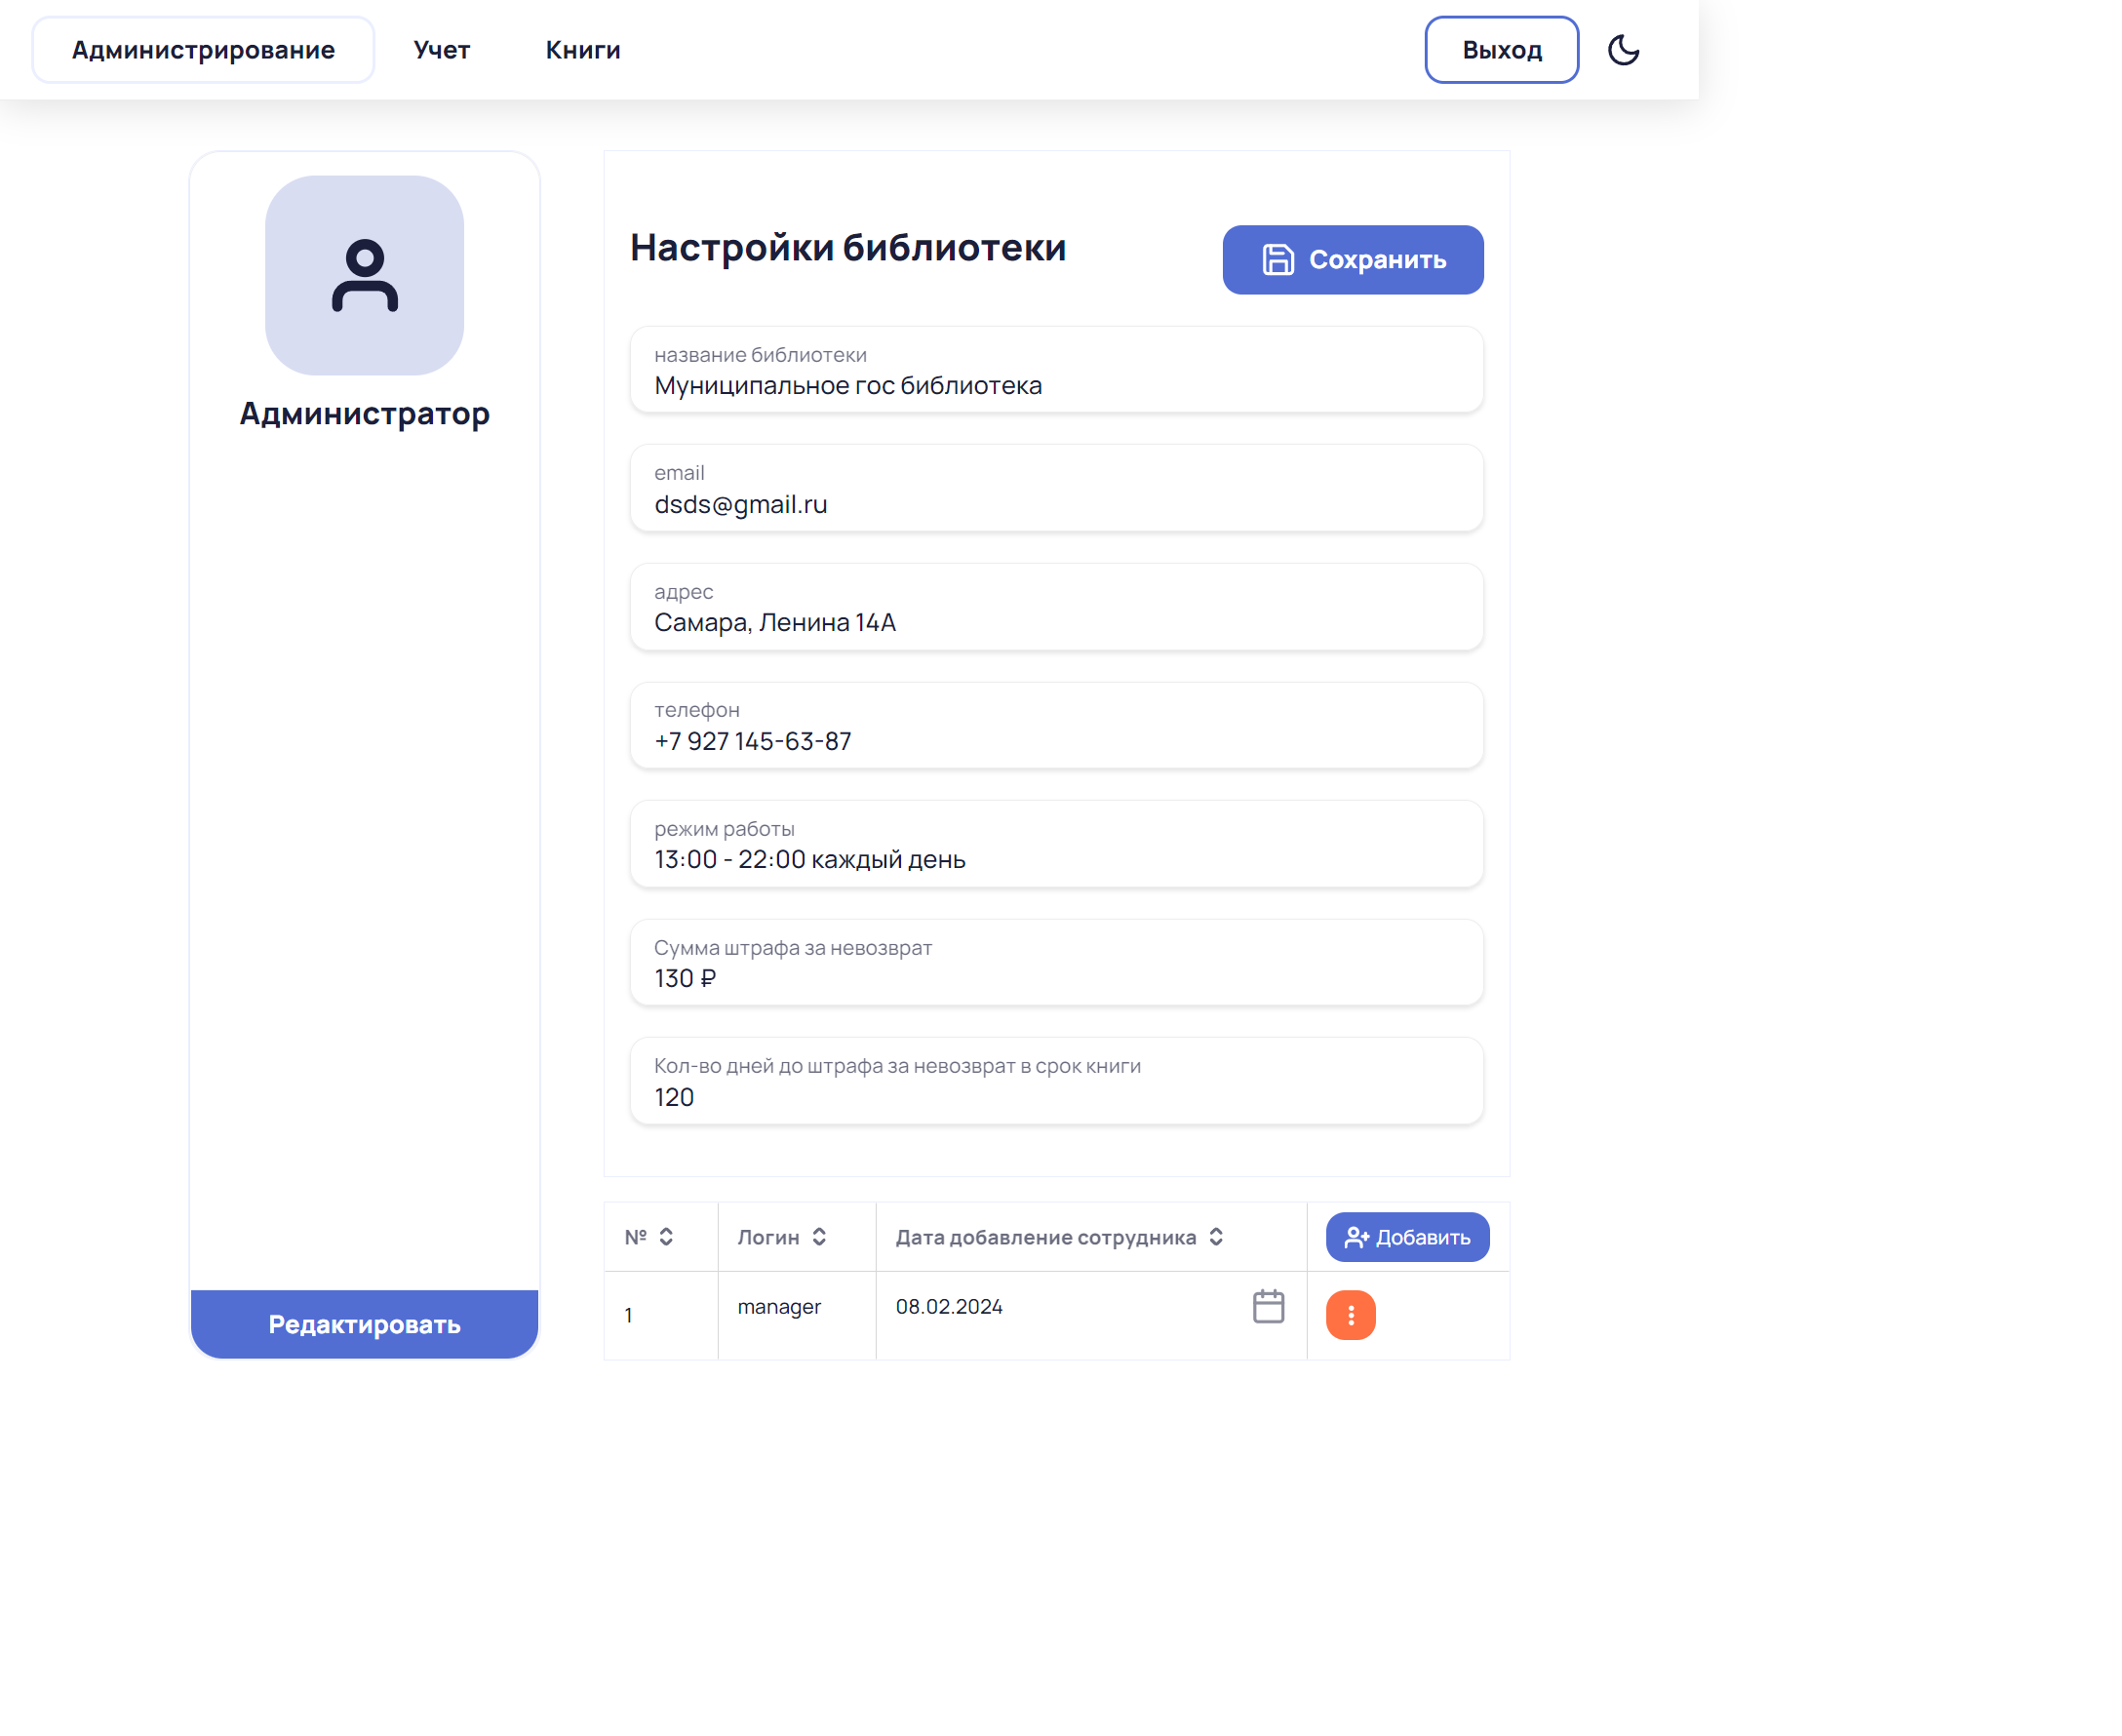 Администрирование Учет Книги Выход
Администратор
Редактировать
Настройки библиотеки
Сохранить
название библиотеки
Муниципальное гос библиотека
email
dsds@gmail.ru
адрес
Самара, Ленина 14А
телефон
+7 927 145-63-87
режим работы
13:00 - 22:00 каждый день
Сумма штрафа за невозврат
130 ₽
Кол-во дней до штрафа за невозврат в срок книги
120
№ Логин Дата добавление сотрудника Добавить
1 manager 08.02.2024